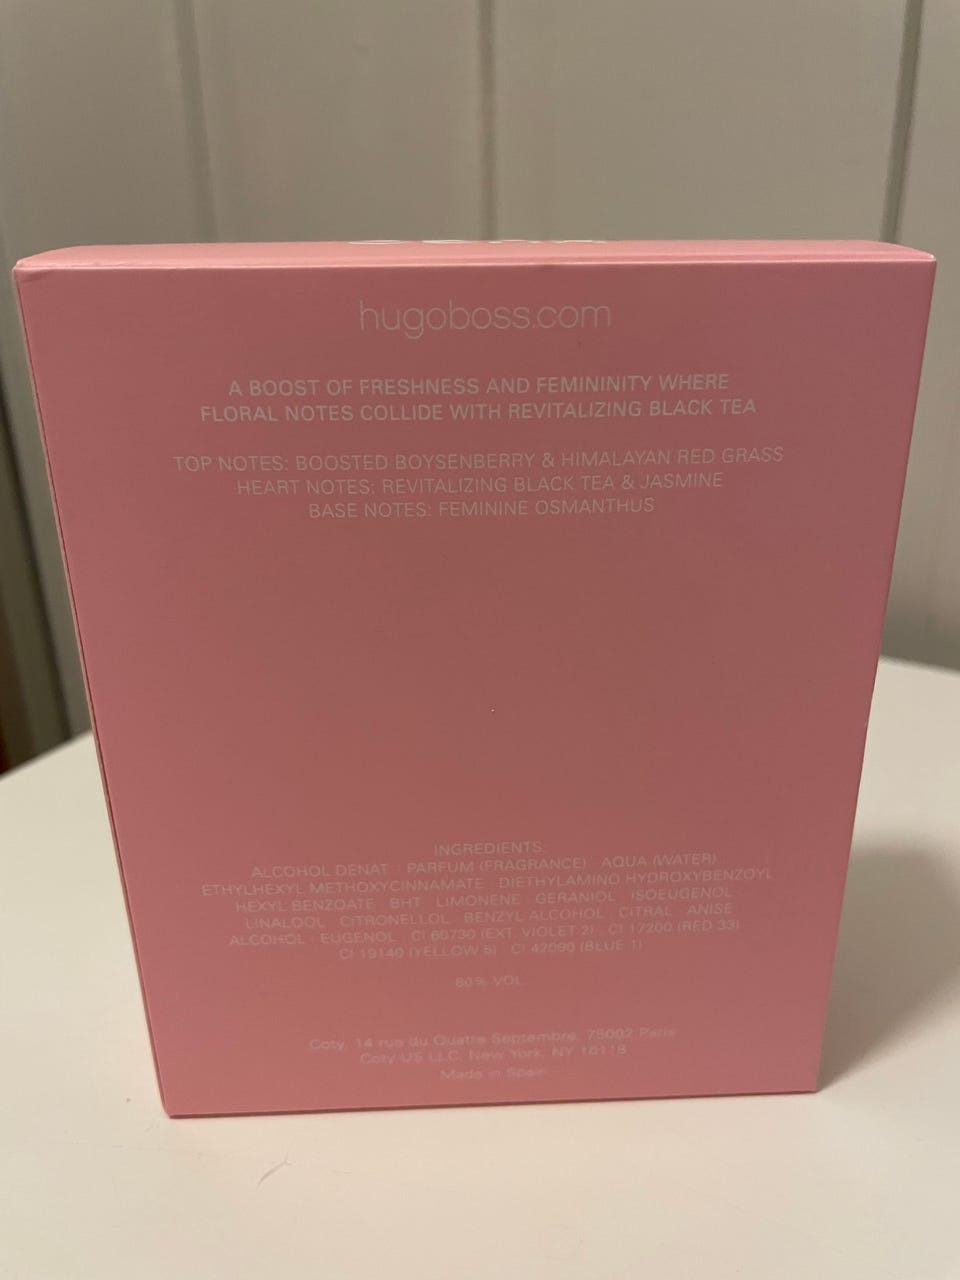 hugoboss.com
A BOOST OF FRESHNESS AND FEMININITY WHERE
FLORAL NOTES COLLIDE WITH REVITALIZING BLACK TEA
TOP NOTES: BOOSTED BOYSENBERRY & HIMALAYAN RED GRASS
HEART NOTES: REVITALIZING BLACK TEA & JASMINE
BASE NOTES: FEMININE OSMANTHUS
INGREDIENTS:
ALCOHOL DENAT · PARFUM (FRAGRANCE) · AQUA (WATER)
ETHYLHEXYL METHOXYCINNAMATE · DIETHYLAMINO HYDROXYBENZOYL
HEXYL BENZOATE · BHT · LIMONENE · GERANIOL · ISOEUGENOL
LINALOOL · CITRONELLOL · BENZYL ALCOHOL · CITRAL · ANISE
ALCOHOL · EUGENOL · CI 60730 (EXT. VIOLET 2) · CI 17200 (RED 33)
CI 19140 (YELLOW 5) · CI 42090 (BLUE 1)
80% VOL.
Coty, 14 rue du Quatre Septembre, 75002 Paris
Coty US LLC, New York, NY 10118
Made in Spain